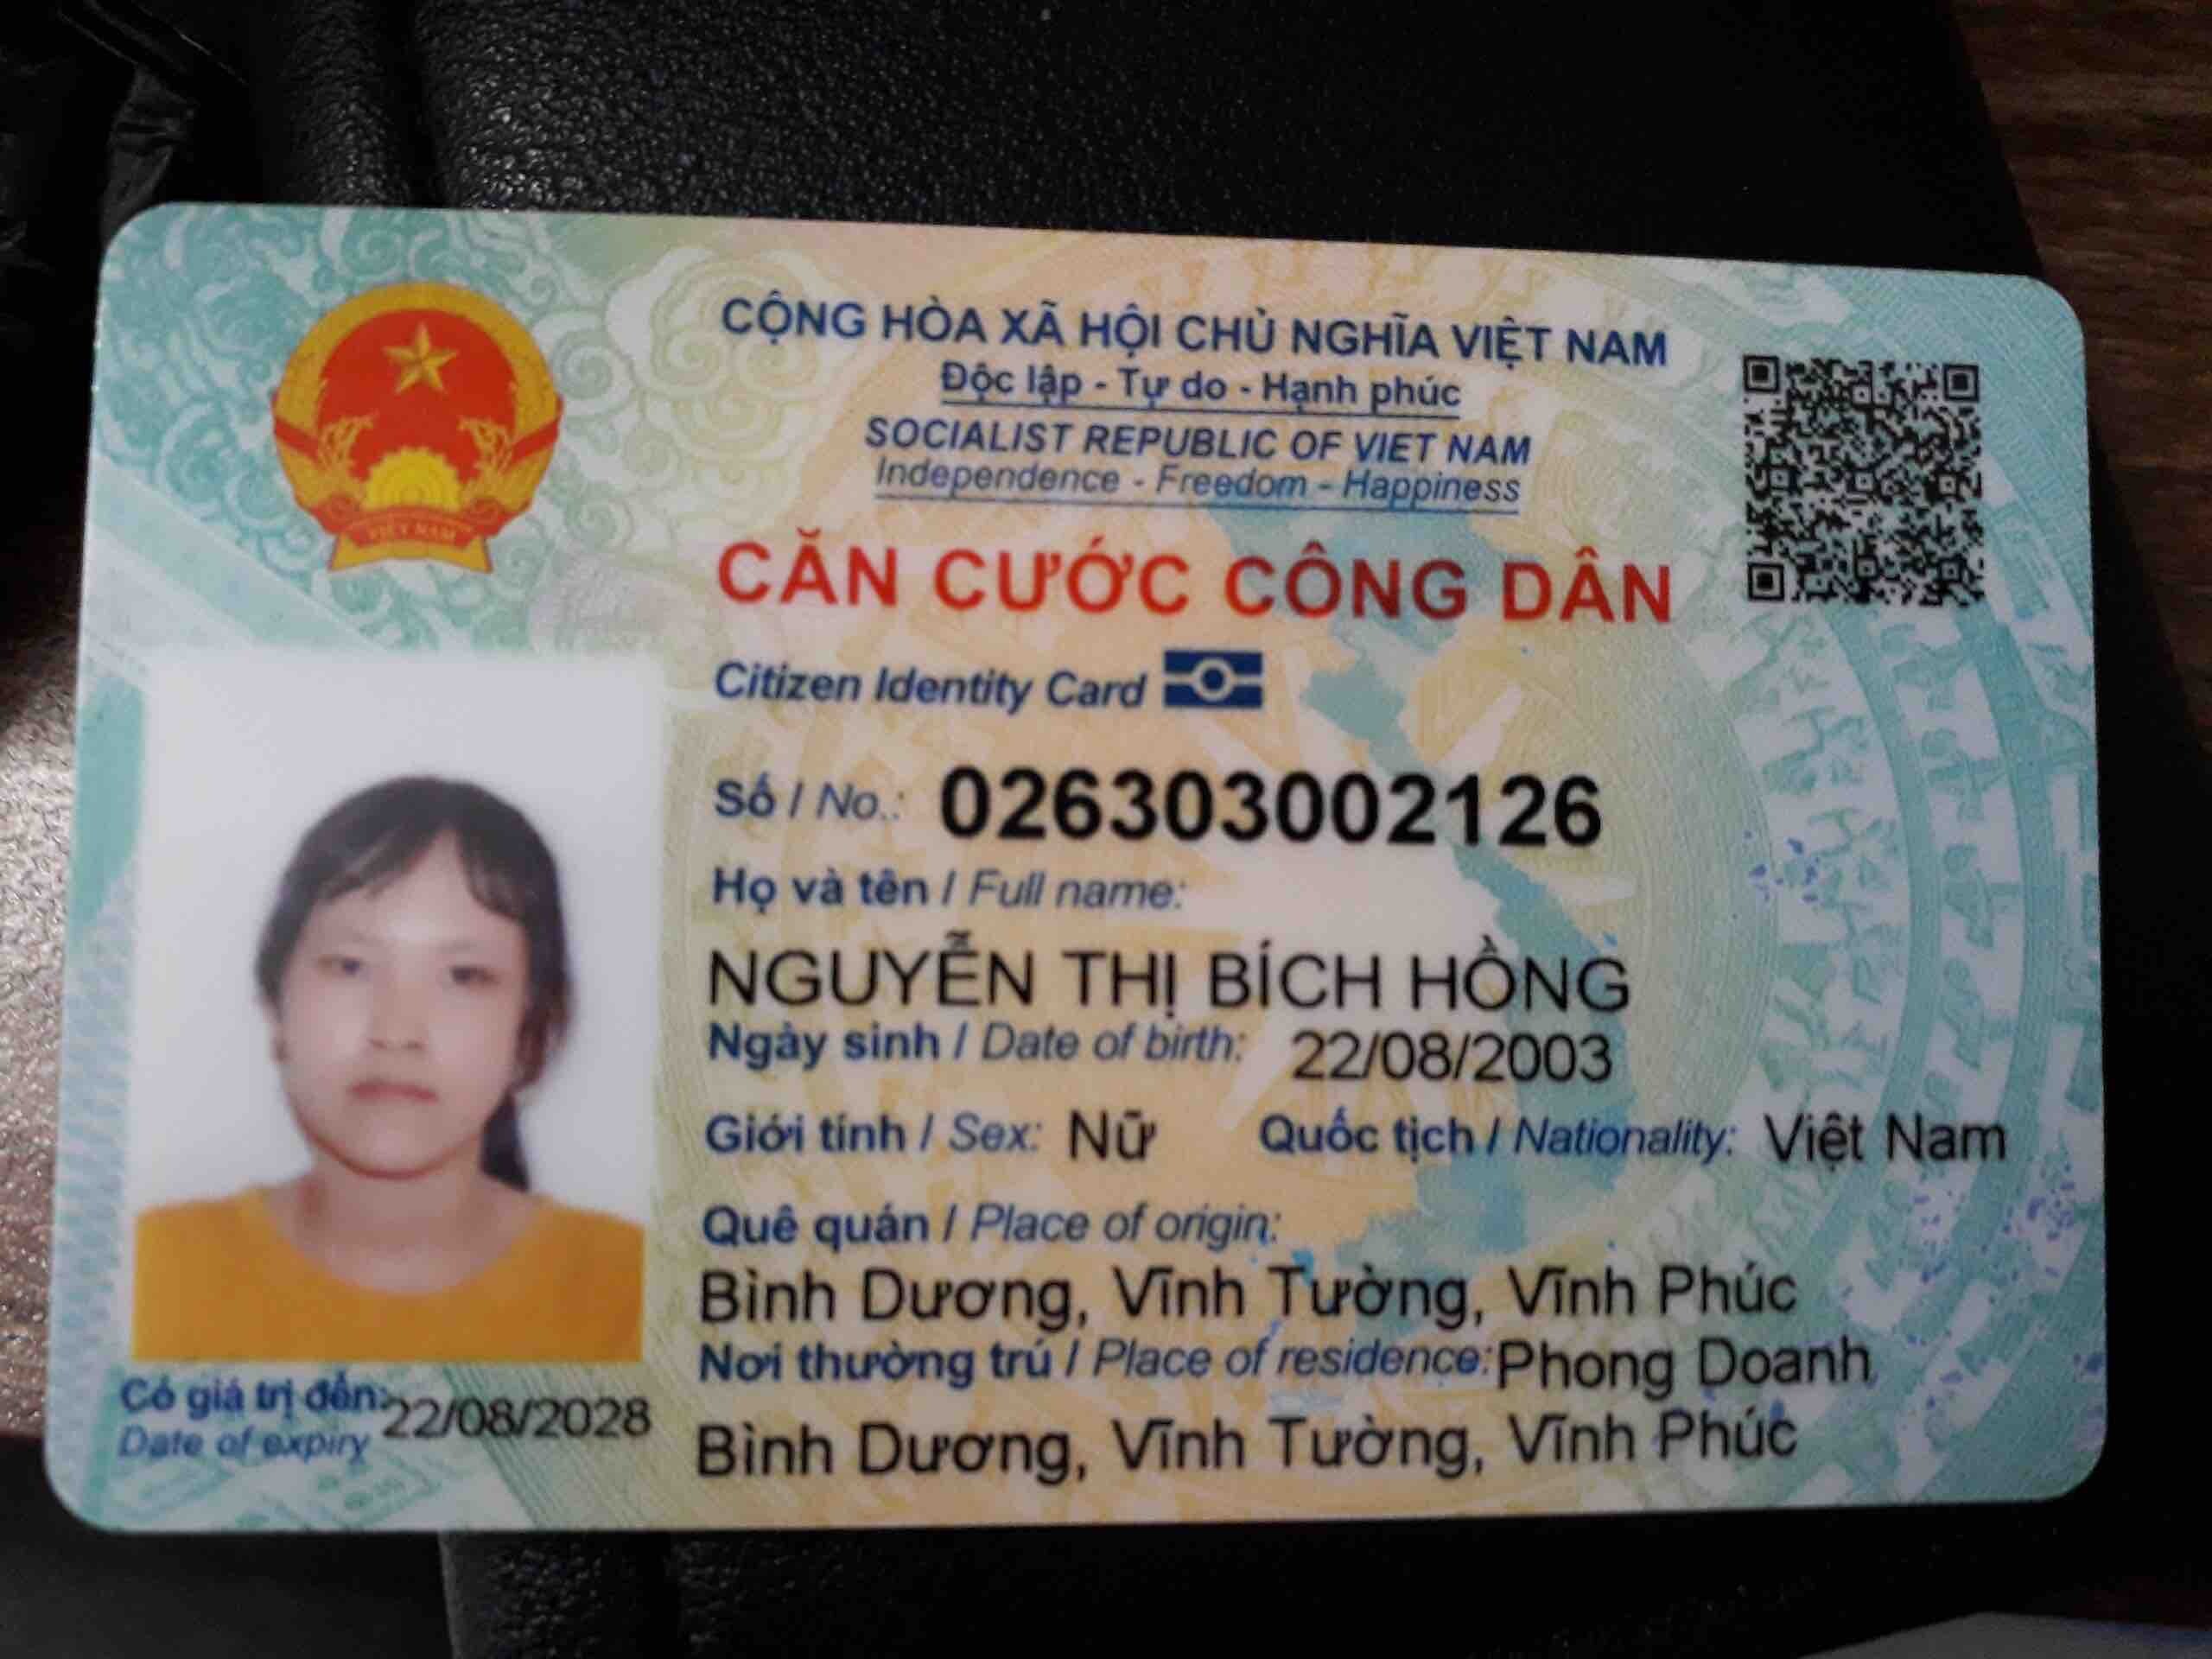 CỘNG HÒA XÃ HỘI CHỦ NGHĨA VIỆT NAM
Độc lập - Tự do - Hạnh phúc
SOCIALIST REPUBLIC OF VIET NAM
Independence - Freedom - Happiness
VIỆT NAM
CĂN CƯỚC CÔNG DÂN
Citizen Identity Card
Số / No.: 026303002126
Họ và tên / Full name:
NGUYỄN THỊ BÍCH HỒNG
Ngày sinh / Date of birth: 22/08/2003
Giới tính / Sex: Nữ Quốc tịch / Nationality: Việt Nam
Quê quán / Place of origin:
Bình Dương, Vĩnh Tường, Vĩnh Phúc
Nơi thường trú / Place of residence: Phong Doanh
Bình Dương, Vĩnh Tường, Vĩnh Phúc
Có giá trị đến: 22/08/2028
Date of expiry